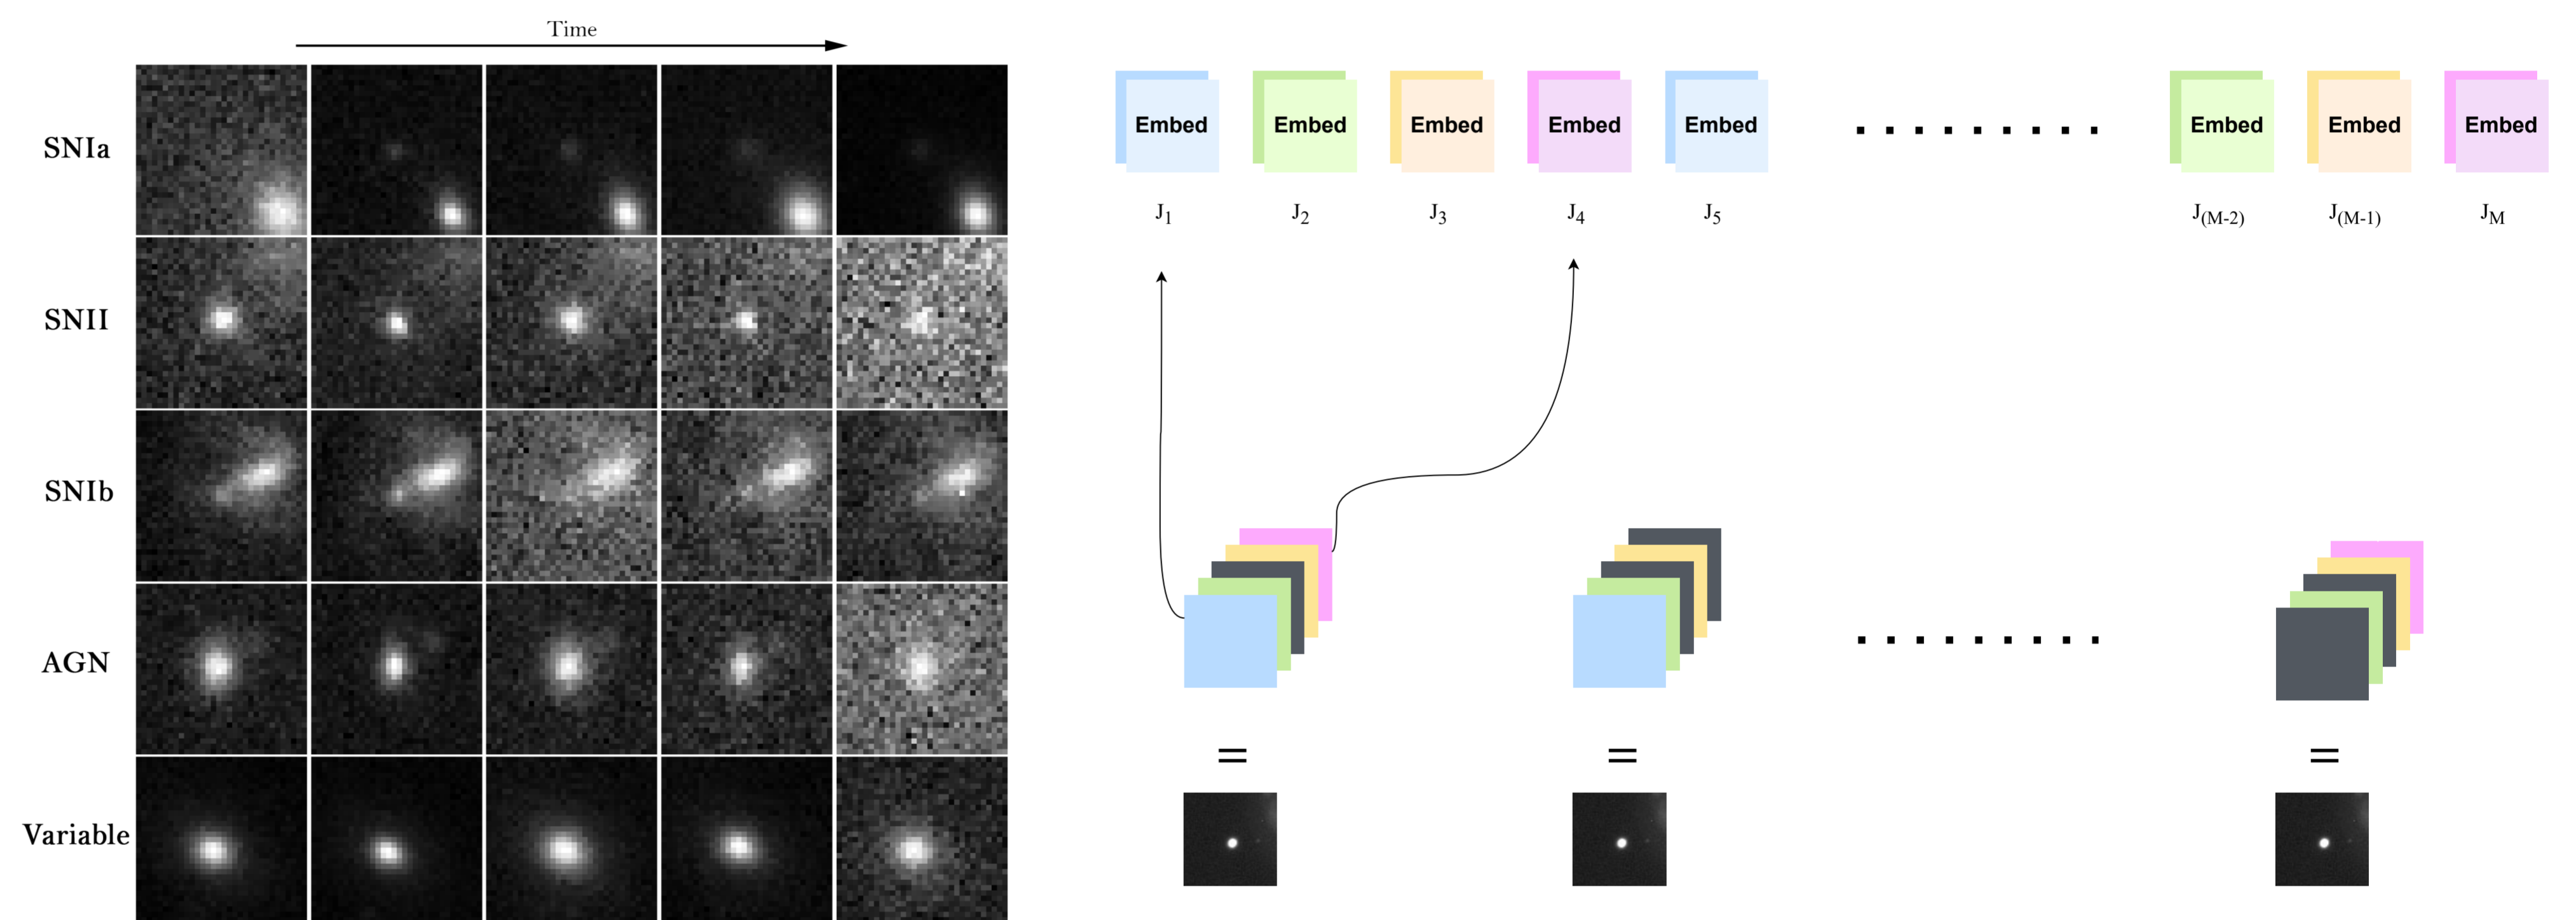 Time
SNIa
SNII
SNIb
AGN
Variable
Embed Embed Embed Embed Embed Embed Embed Embed
J1 J2 J3 J4 J5 J(M-2) J(M-1) JM
=
=
=